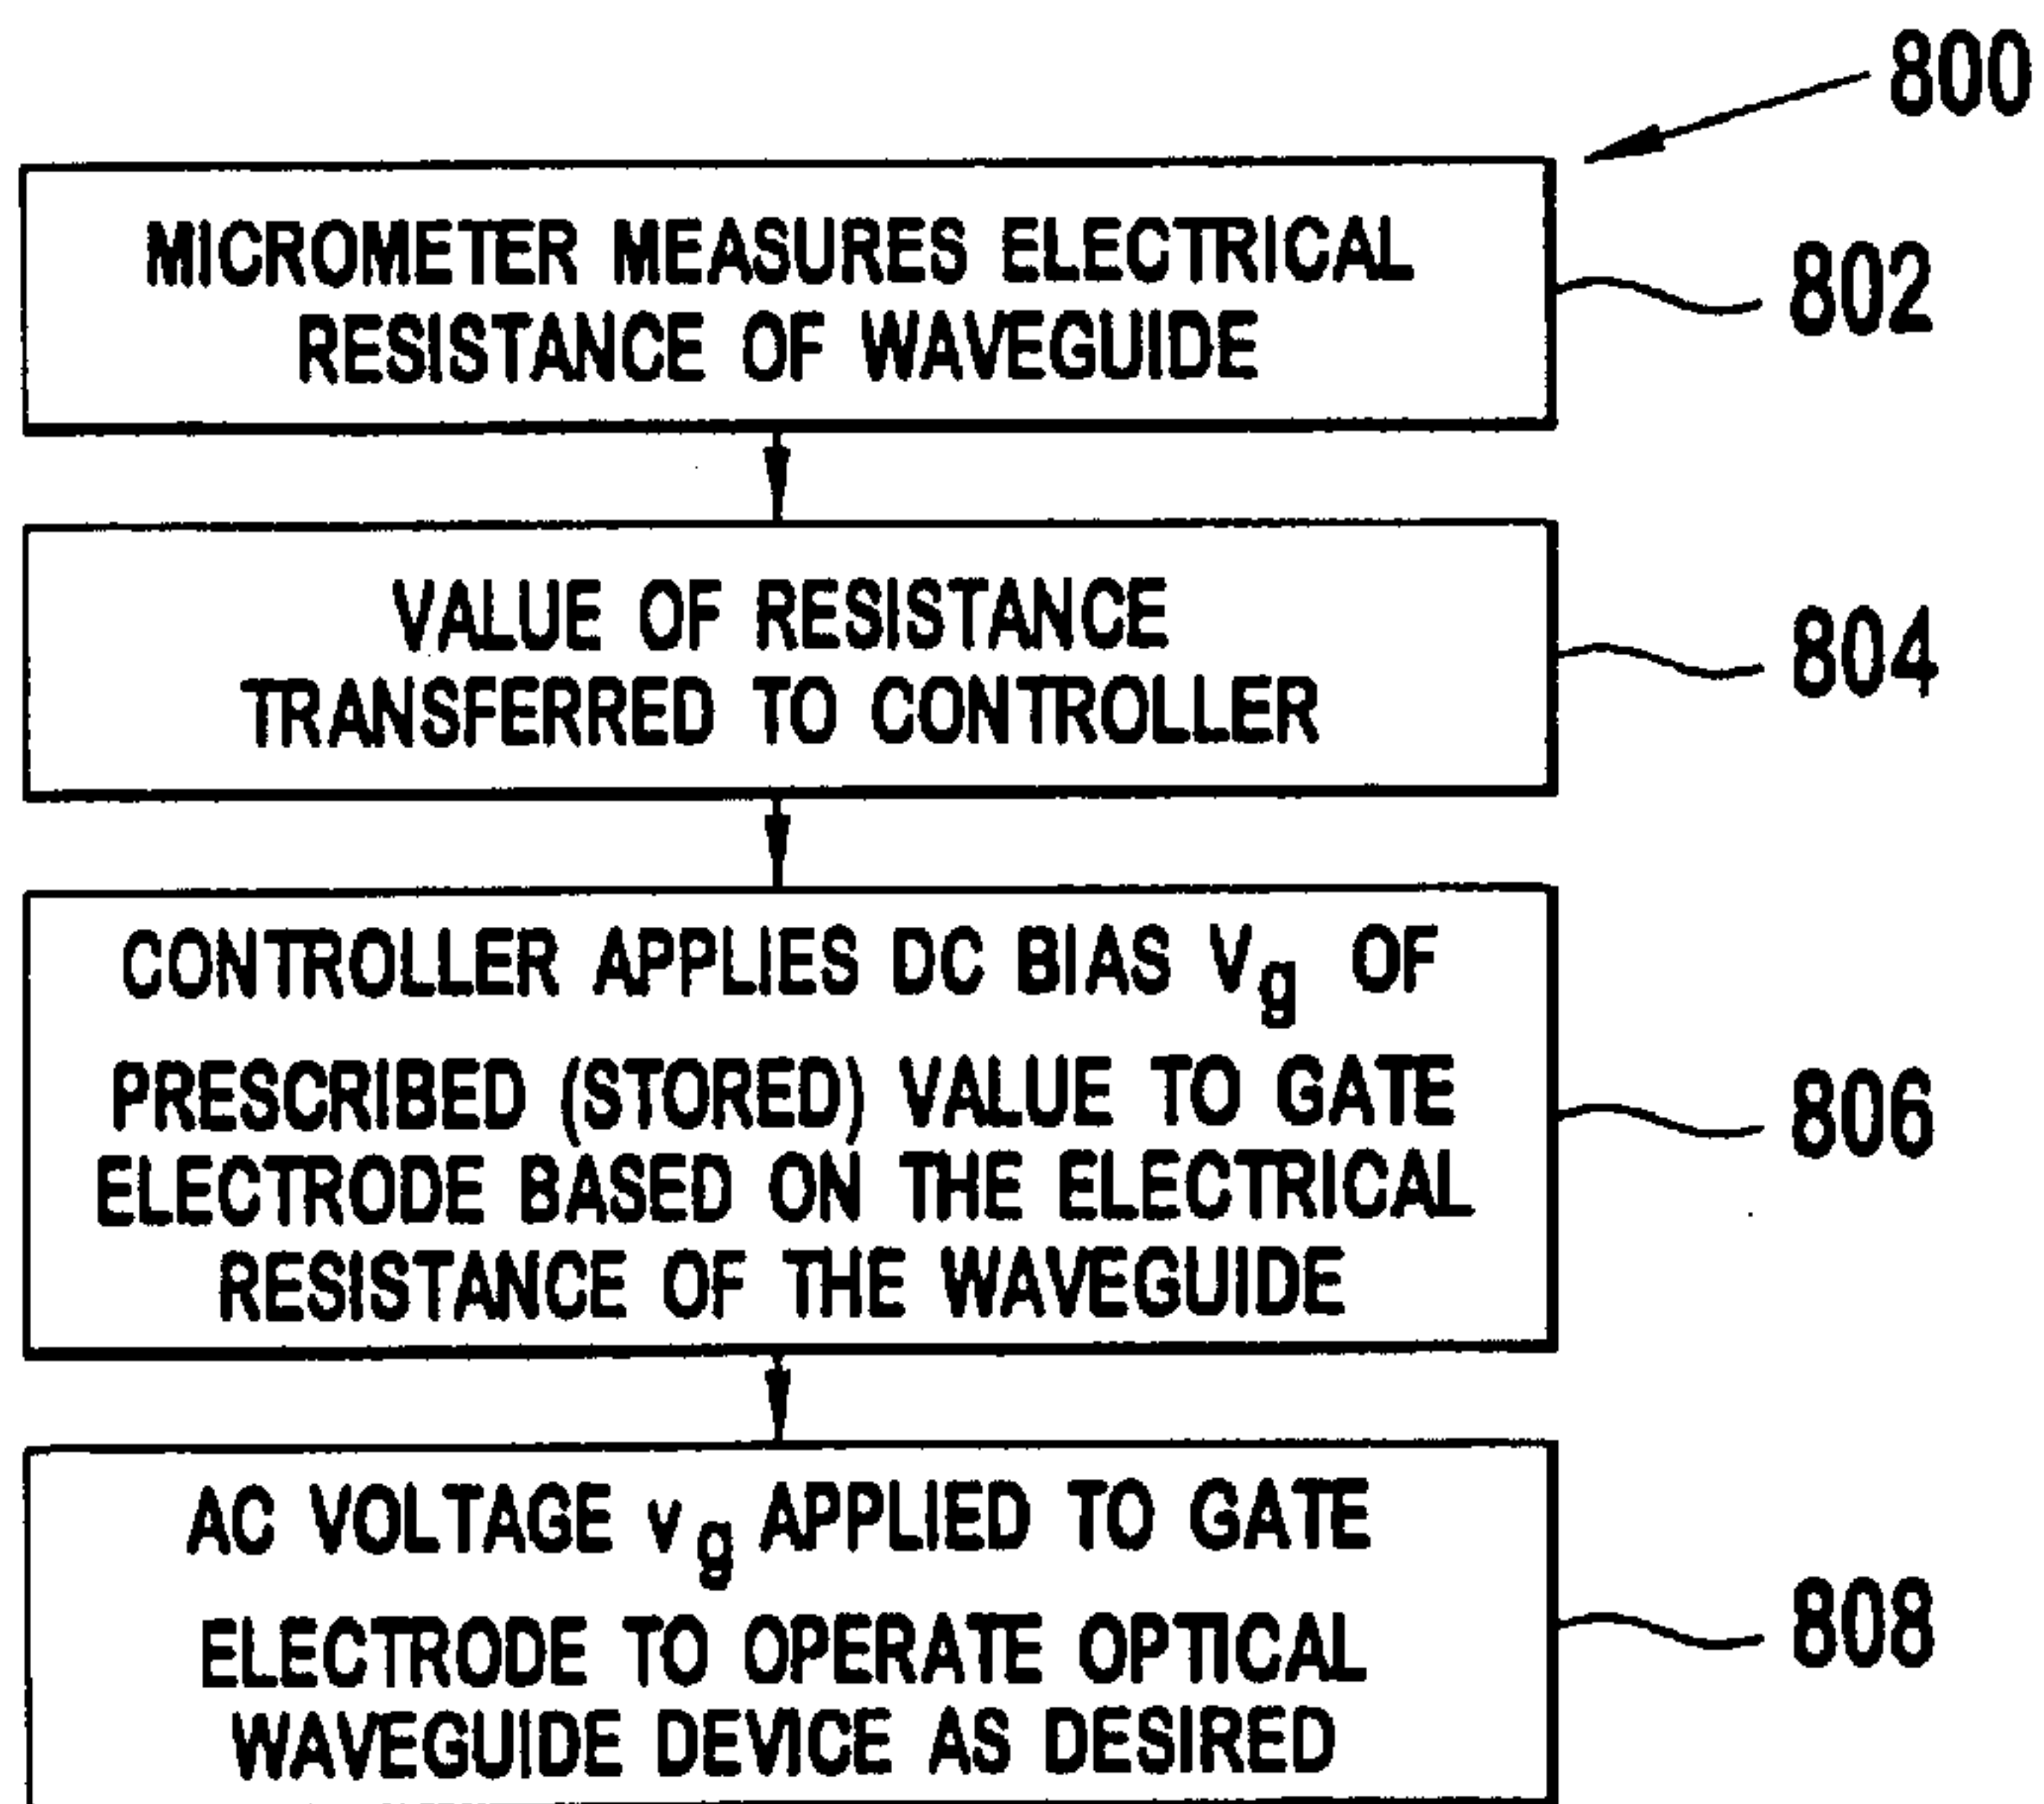 800
MICROMETER MEASURES ELECTRICAL
RESISTANCE OF WAVEGUIDE
802
VALUE OF RESISTANCE
TRANSFERRED TO CONTROLLER
804
CONTROLLER APPLIES DC BIAS Vg OF
PRESCRIBED (STORED) VALUE TO GATE
ELECTRODE BASED ON THE ELECTRICAL
RESISTANCE OF THE WAVEGUIDE
806
AC VOLTAGE vg APPLIED TO GATE
ELECTRODE TO OPERATE OPTICAL
WAVEGUIDE DEVICE AS DESIRED
808